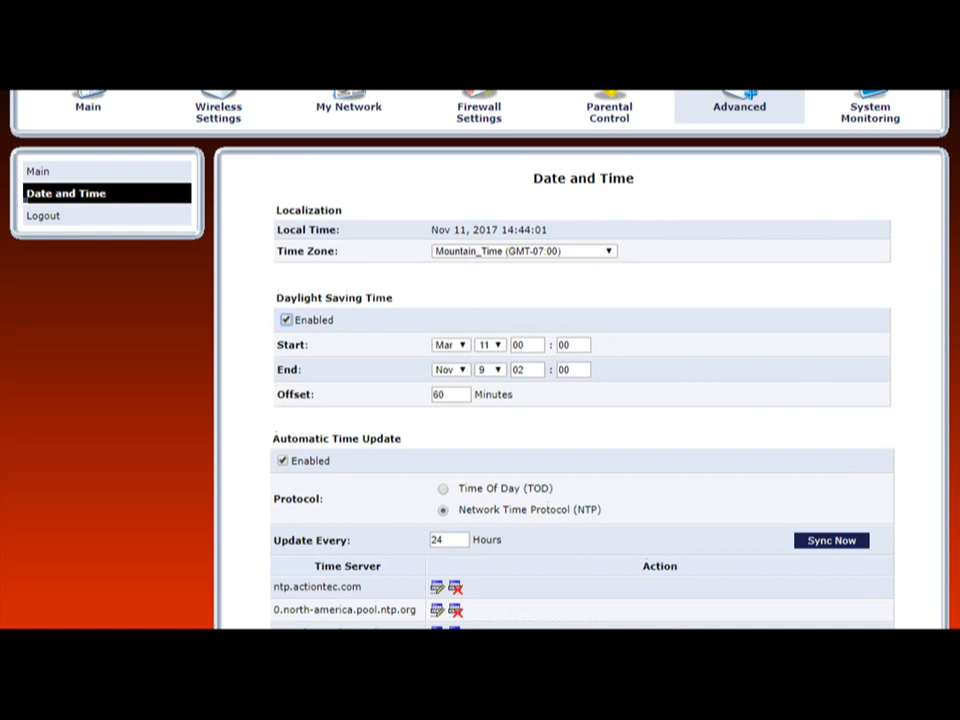 Main
Wireless Settings
My Network
Firewall Settings
Parental Control
Advanced
System Monitoring
Main
Date and Time
Logout
Date and Time
Localization
Local Time: Nov 11, 2017 14:44:01
Time Zone: Mountain_Time (GMT-07:00)
Daylight Saving Time
Enabled
Start: Mar 11 00 : 00
End: Nov 9 02 : 00
Offset: 60 Minutes
Automatic Time Update
Enabled
Protocol:
Time Of Day (TOD)
Network Time Protocol (NTP)
Update Every: 24 Hours Sync Now
Time Server Action
ntp.actiontec.com
0.north-america.pool.ntp.org